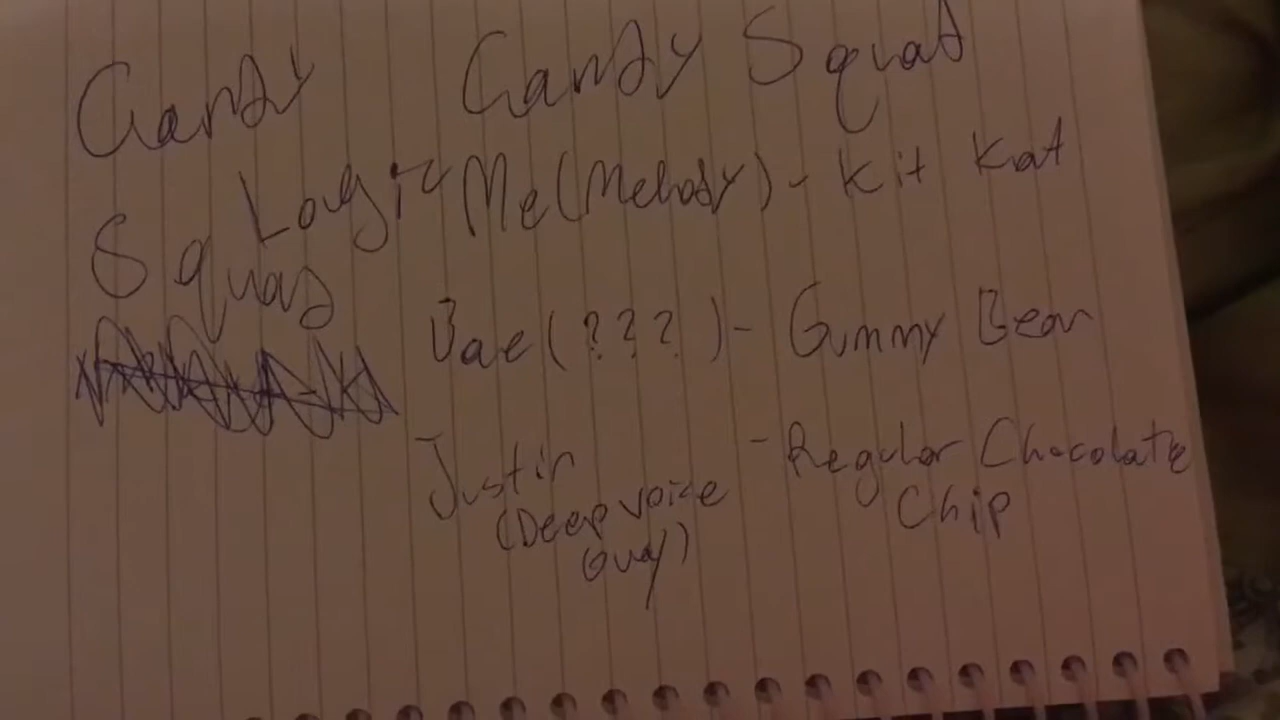 Candy Candy Squad
Logic Me (Melody) - Kit Kat
Squad
Bae (???) - Gummy Bear
Justin - Regular Chocolate
(Deep voice Chip
Guy)